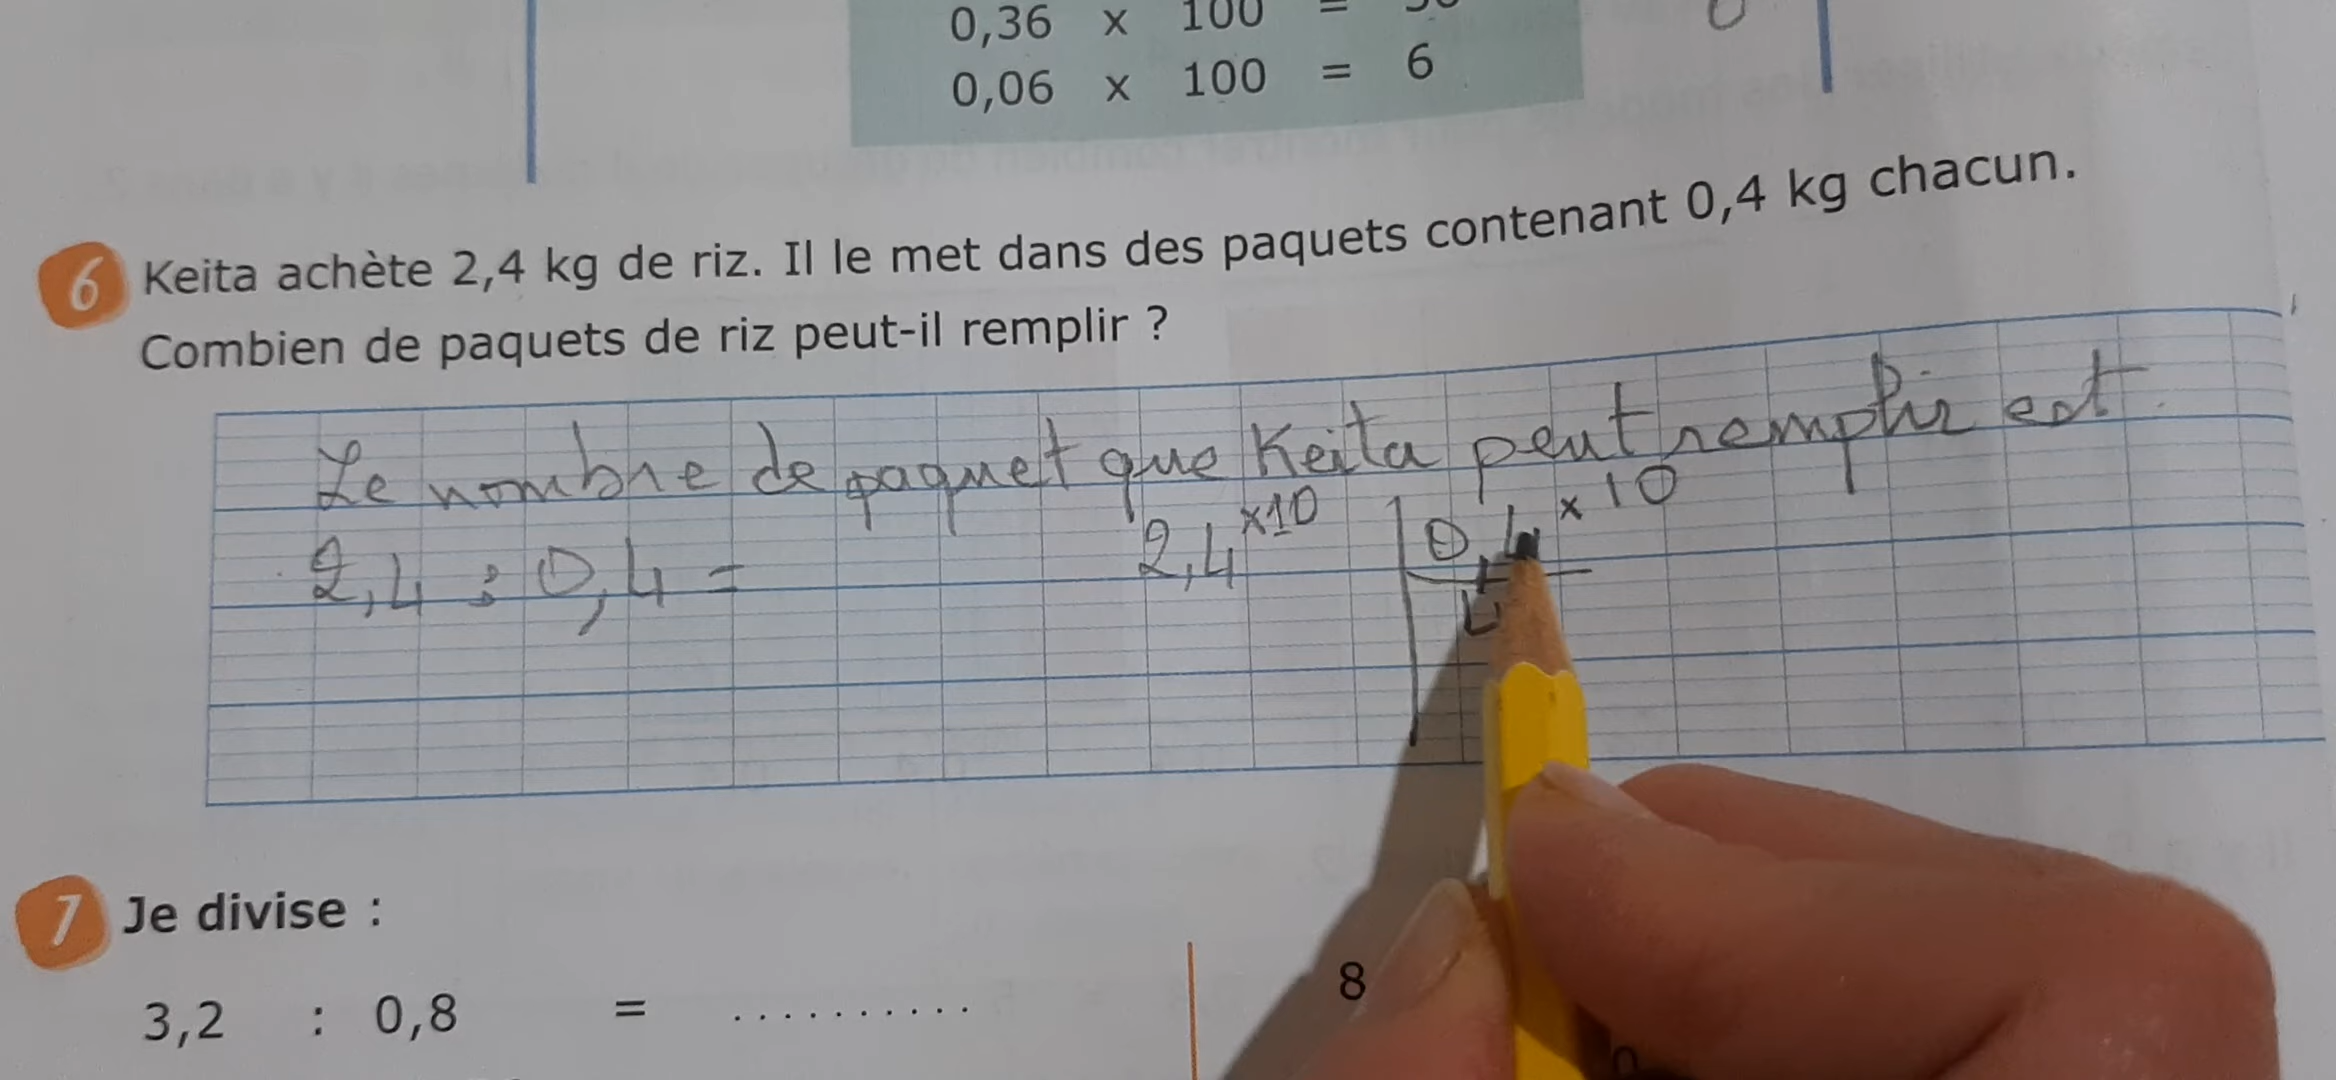 0,36 x 100 =
0,06 x 100 = 6
6 Keita achète 2,4 kg de riz. Il le met dans des paquets contenant 0,4 kg chacun.
Combien de paquets de riz peut-il remplir ?
Le nombre de paquet que Keita peut remplir est
2,4 : 0,4 = 2,4 x10 0,4 x 10
7 Je divise :
3,2 : 0,8 = .......... 8